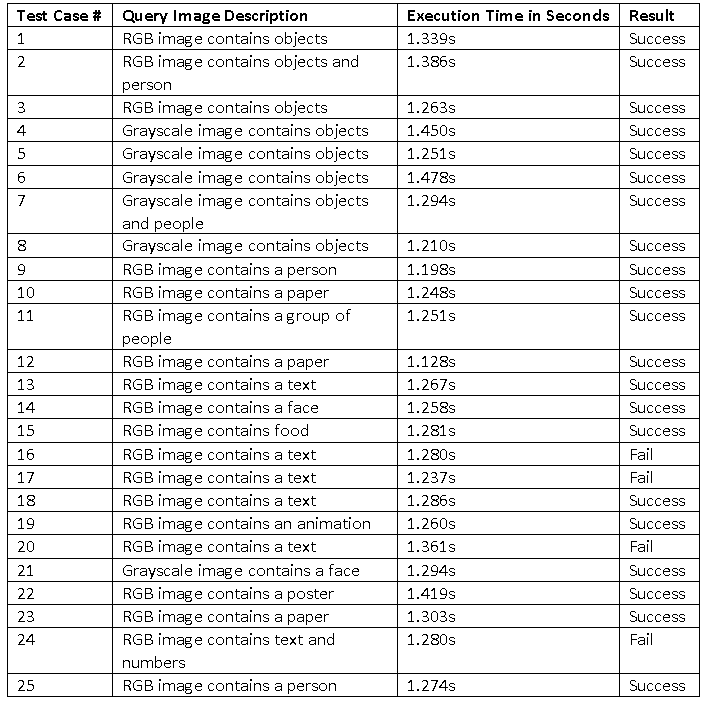 Test Case # Query Image Description Execution Time in Seconds Result
1 RGB image contains objects 1.339s Success
2 RGB image contains objects and 1.386s Success
person
3 RGB image contains objects 1.263s Success
4 Grayscale image contains objects 1.450s Success
5 Grayscale image contains objects 1.251s Success
6 Grayscale image contains objects 1.478s Success
7 Grayscale image contains objects 1.294s Success
and people
8 Grayscale image contains objects 1.210s Success
9 RGB image contains a person 1.198s Success
10 RGB image contains a paper 1.248s Success
11 RGB image contains a group of 1.251s Success
people
12 RGB image contains a paper 1.128s Success
13 RGB image contains a text 1.267s Success
14 RGB image contains a face 1.258s Success
15 RGB image contains food 1.281s Success
16 RGB image contains a text 1.280s Fail
17 RGB image contains a text 1.237s Fail
18 RGB image contains a text 1.286s Success
19 RGB image contains an animation 1.260s Success
20 RGB image contains a text 1.361s Fail
21 Grayscale image contains a face 1.294s Success
22 RGB image contains a poster 1.419s Success
23 RGB image contains a paper 1.303s Success
24 RGB image contains text and 1.280s Fail
numbers
25 RGB image contains a person 1.274s Success